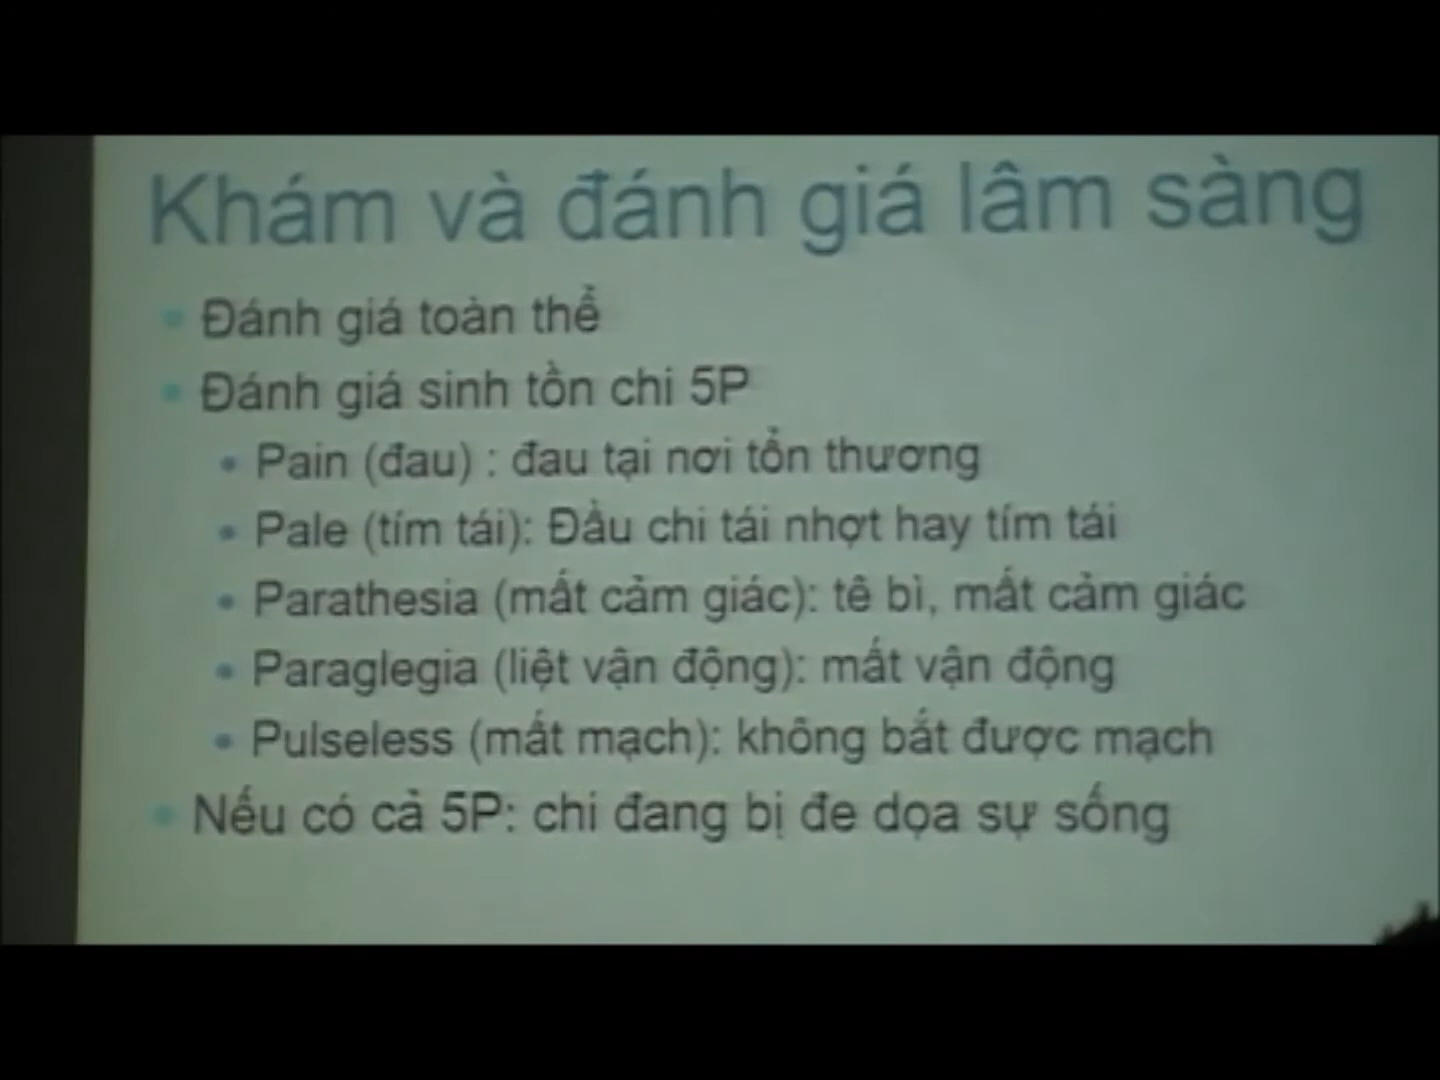 Khám và đánh giá lâm sàng
Đánh giá toàn thể
Đánh giá sinh tồn chi 5P
Pain (đau) : đau tại nơi tổn thương
Pale (tím tái): Đầu chi tái nhợt hay tím tái
Parathesia (mất cảm giác): tê bì, mất cảm giác
Paraglegia (liệt vận động): mất vận động
Pulseless (mất mạch): không bắt được mạch
Nếu có cả 5P: chi đang bị đe dọa sự sống